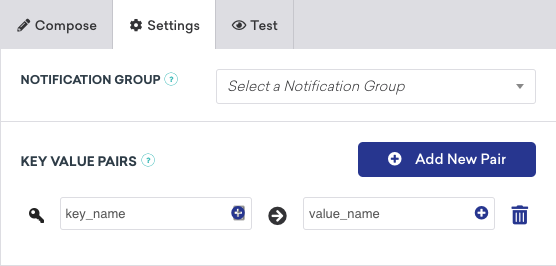 Compose
Settings
Test
NOTIFICATION GROUP ?
Select a Notification Group
KEY VALUE PAIRS ?
Add New Pair
key_name
value_name